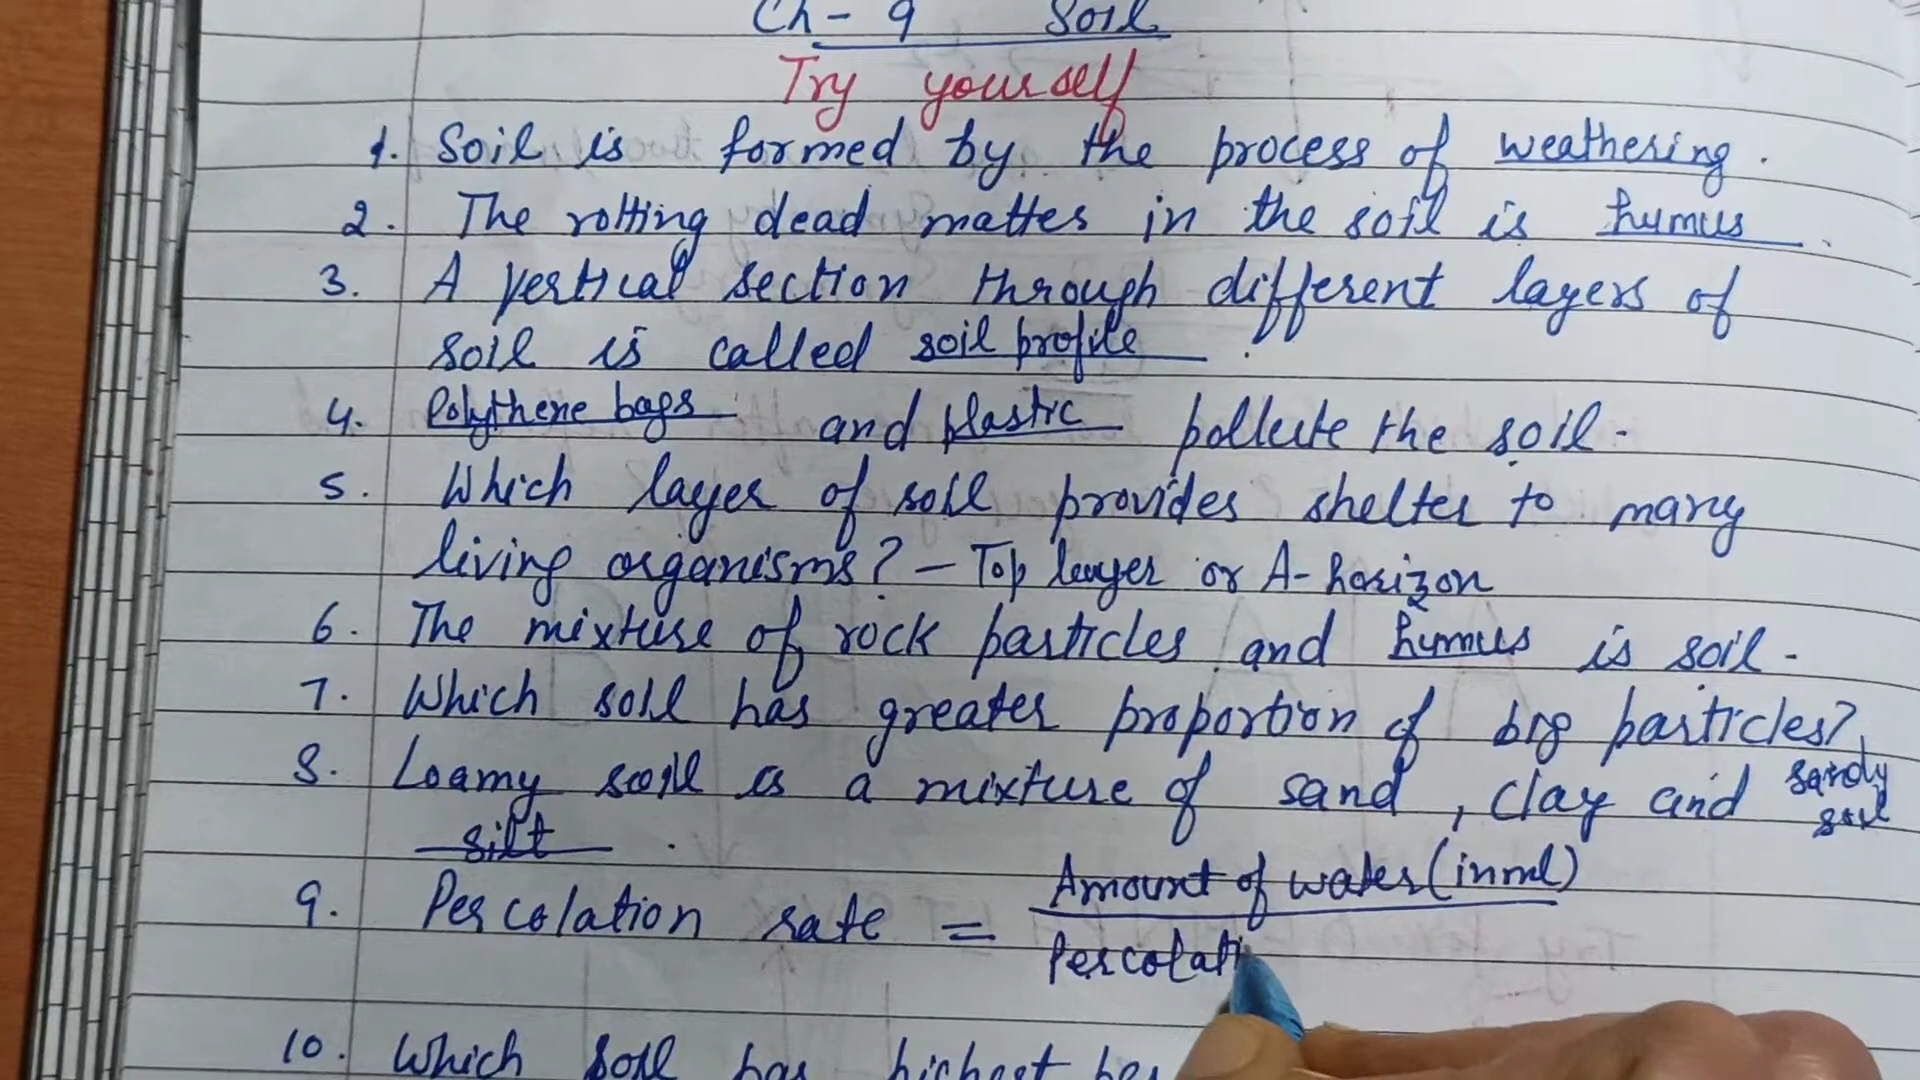 Ch - 9 Soil
Try yourself
1. Soil is formed by the process of weathering.
2. The rotting dead matter in the soil is humus.
3. A vertical section through different layers of
soil is called soil profile.
4. Polythene bags and plastic pollute the soil.
5. Which layer of soil provides shelter to many
living organisms? - Top layer or A-horizon
6. The mixture of rock particles and humus is soil.
7. Which soil has greater proportion of big particles?
8. Loamy soil is a mixture of sand, clay and
sandy
soil
silt.
9. Percolation rate = Amount of water (in ml)
Percolati
10. Which soil has highest